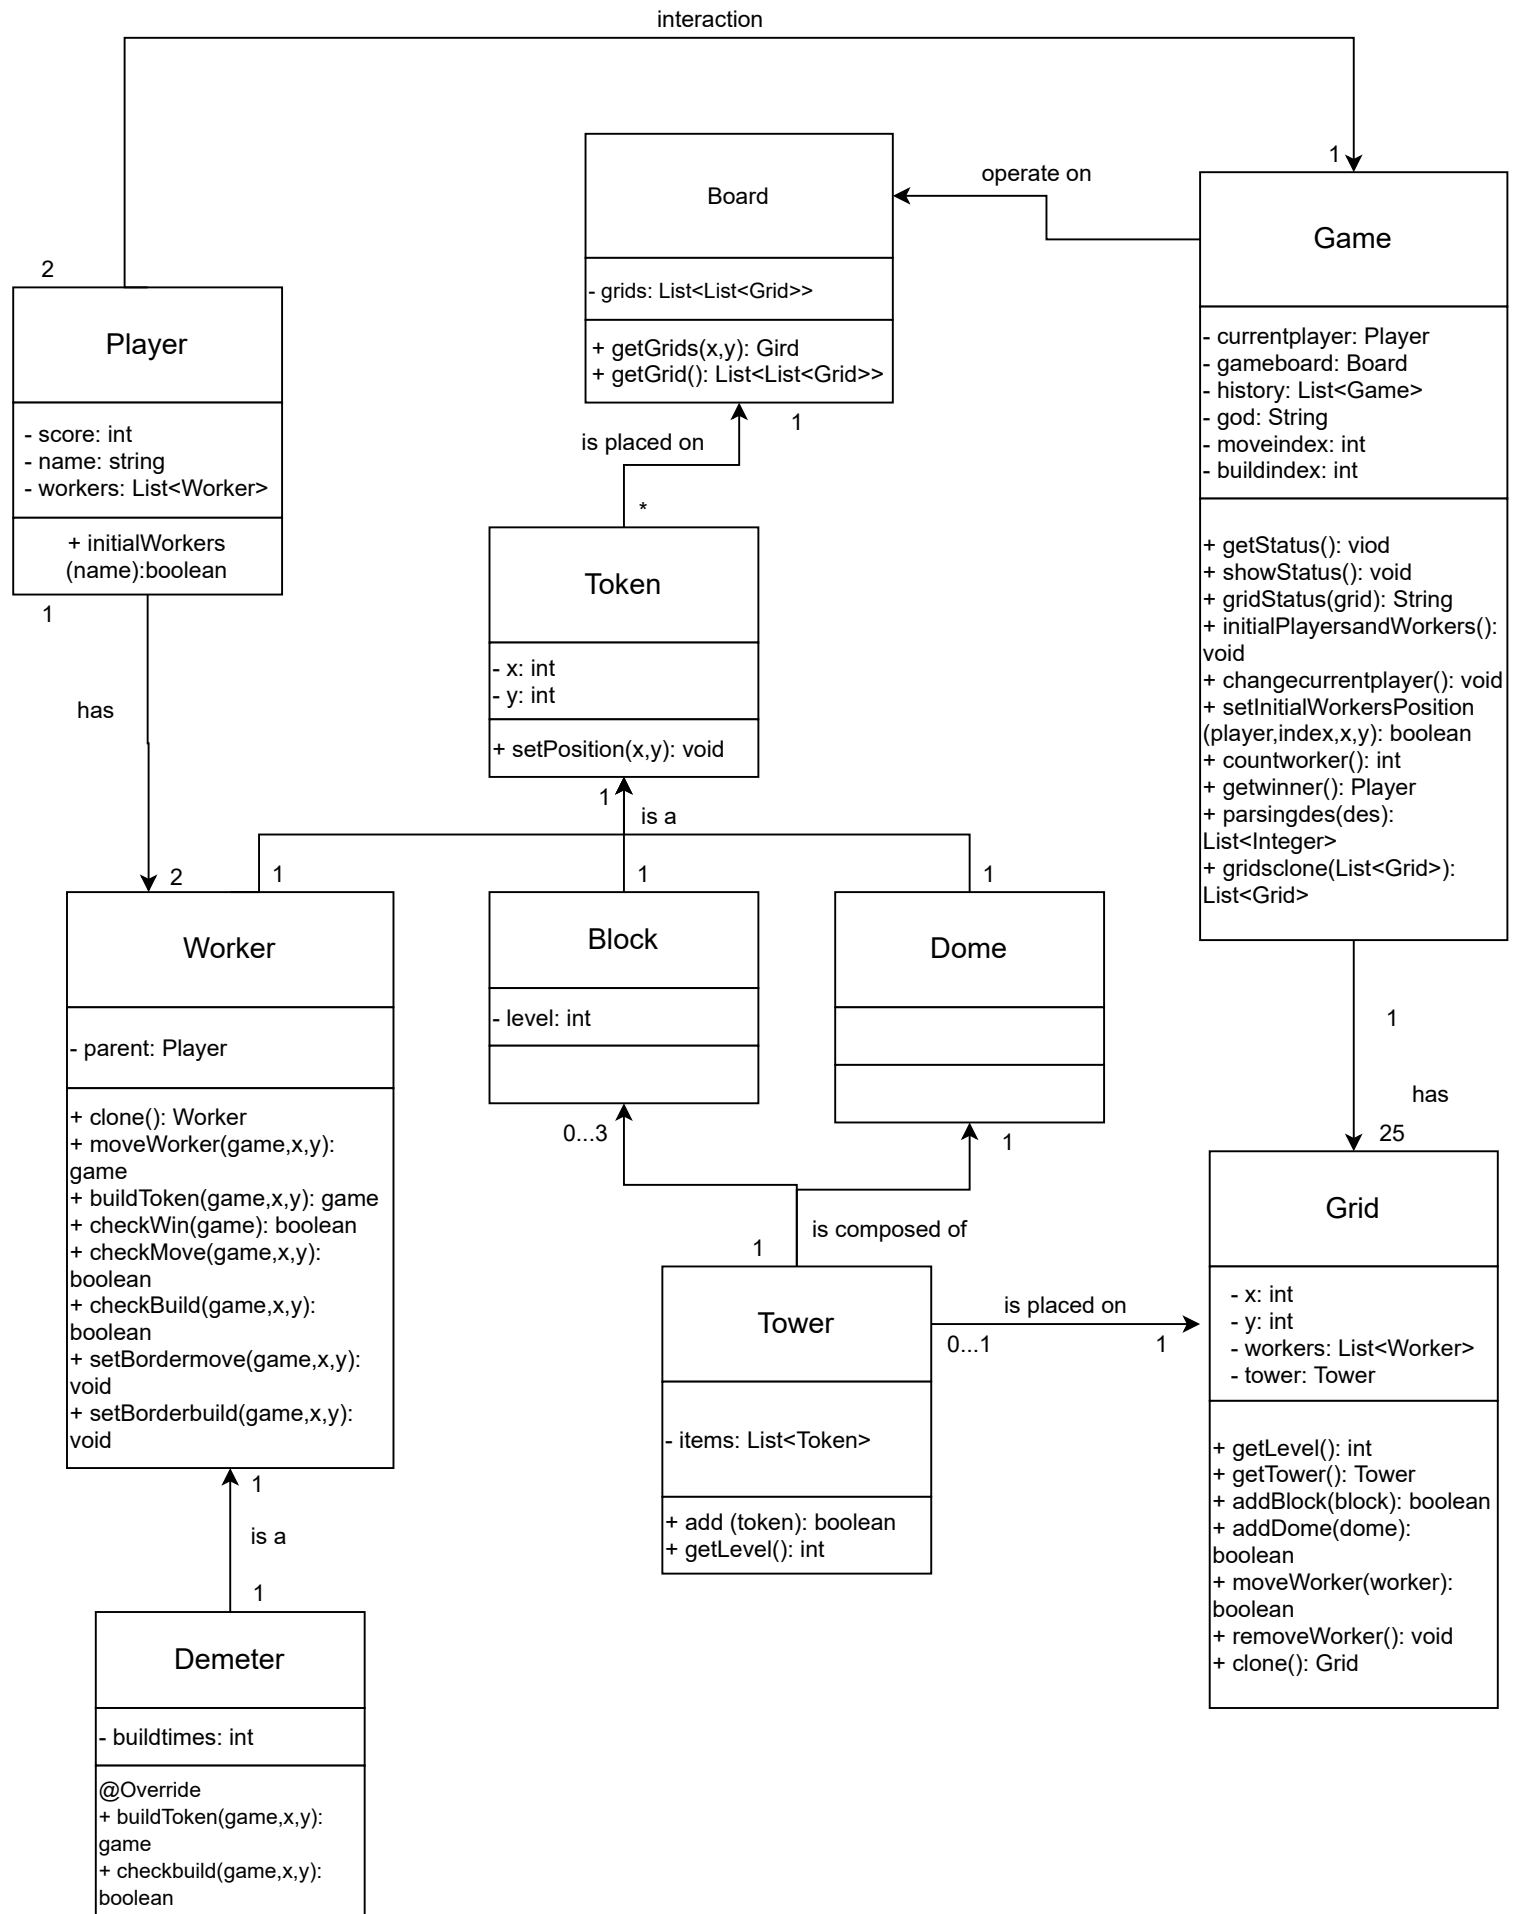 interaction
1
operate on
Board
- grids: List<List<Grid>>
+ getGrids(x,y): Gird
+ getGrid(): List<List<Grid>>
1
Game
- currentplayer: Player
- gameboard: Board
- history: List<Game>
- god: String
- moveindex: int
- buildindex: int
+ getStatus(): viod
+ showStatus(): void
+ gridStatus(grid): String
+ initialPlayersandWorkers():
void
+ changecurrentplayer(): void
+ setInitialWorkersPosition
(player,index,x,y): boolean
+ countworker(): int
+ getwinner(): Player
+ parsingdes(des):
List<Integer>
+ gridsclone(List<Grid>):
List<Grid>
2
Player
- score: int
- name: string
- workers: List<Worker>
+ initialWorkers
(name):boolean
1
has
2
is placed on
*
Token
- x: int
- y: int
+ setPosition(x,y): void
1
is a
1
1
1
Worker
- parent: Player
+ clone(): Worker
+ moveWorker(game,x,y):
game
+ buildToken(game,x,y): game
+ checkWin(game): boolean
+ checkMove(game,x,y):
boolean
+ checkBuild(game,x,y):
boolean
+ setBordermove(game,x,y):
void
+ setBorderbuild(game,x,y):
void
Block
- level: int
0...3
Dome
1
1
has
25
is composed of
1
Tower
- items: List<Token>
+ add (token): boolean
+ getLevel(): int
is placed on
0...1
1
Grid
- x: int
- y: int
- workers: List<Worker>
- tower: Tower
+ getLevel(): int
+ getTower(): Tower
+ addBlock(block): boolean
+ addDome(dome):
boolean
+ moveWorker(worker):
boolean
+ removeWorker(): void
+ clone(): Grid
1
is a
1
Demeter
- buildtimes: int
@Override
+ buildToken(game,x,y):
game
+ checkbuild(game,x,y):
boolean